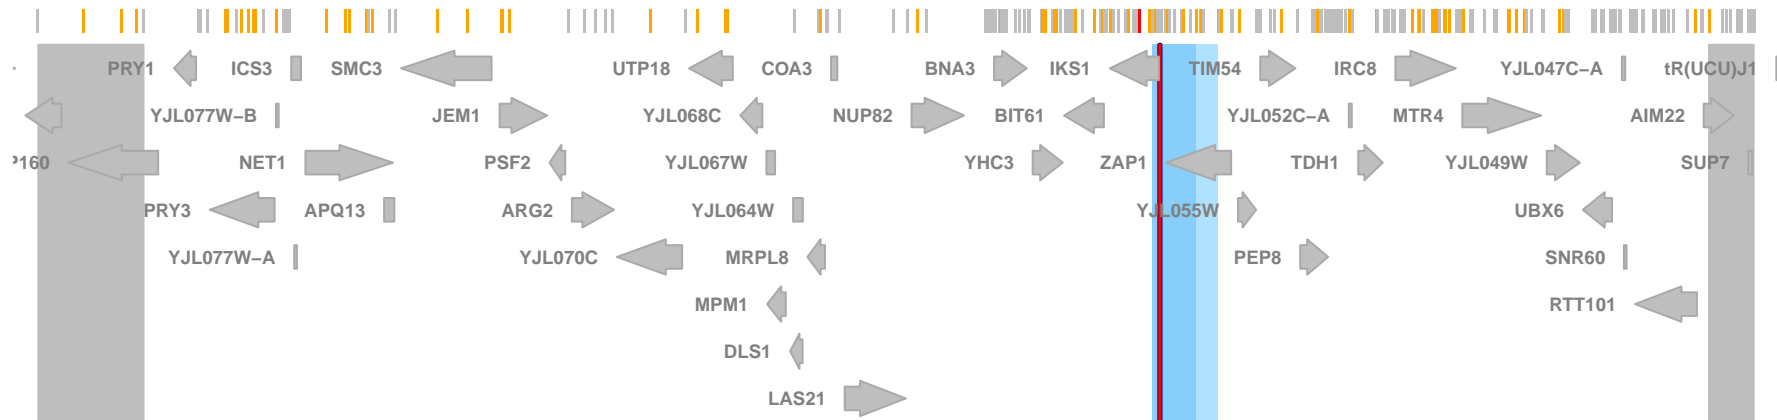 PRY1 ICS3 SMC3 UTP18 COA3 BNA3 IKS1 TIM54 IRC8 YJL047C−A tR(UCU)J1
YJL077W−B JEM1 YJL068C NUP82 BIT61 YJL052C−A MTR4 AIM22
P160 NET1 PSF2 YJL067W YHC3 ZAP1 TDH1 YJL049W SUP7
PRY3 APQ13 ARG2 YJL064W YJL055W UBX6
YJL077W−A YJL070C MRPL8 PEP8 SNR60
MPM1 RTT101
DLS1
LAS21